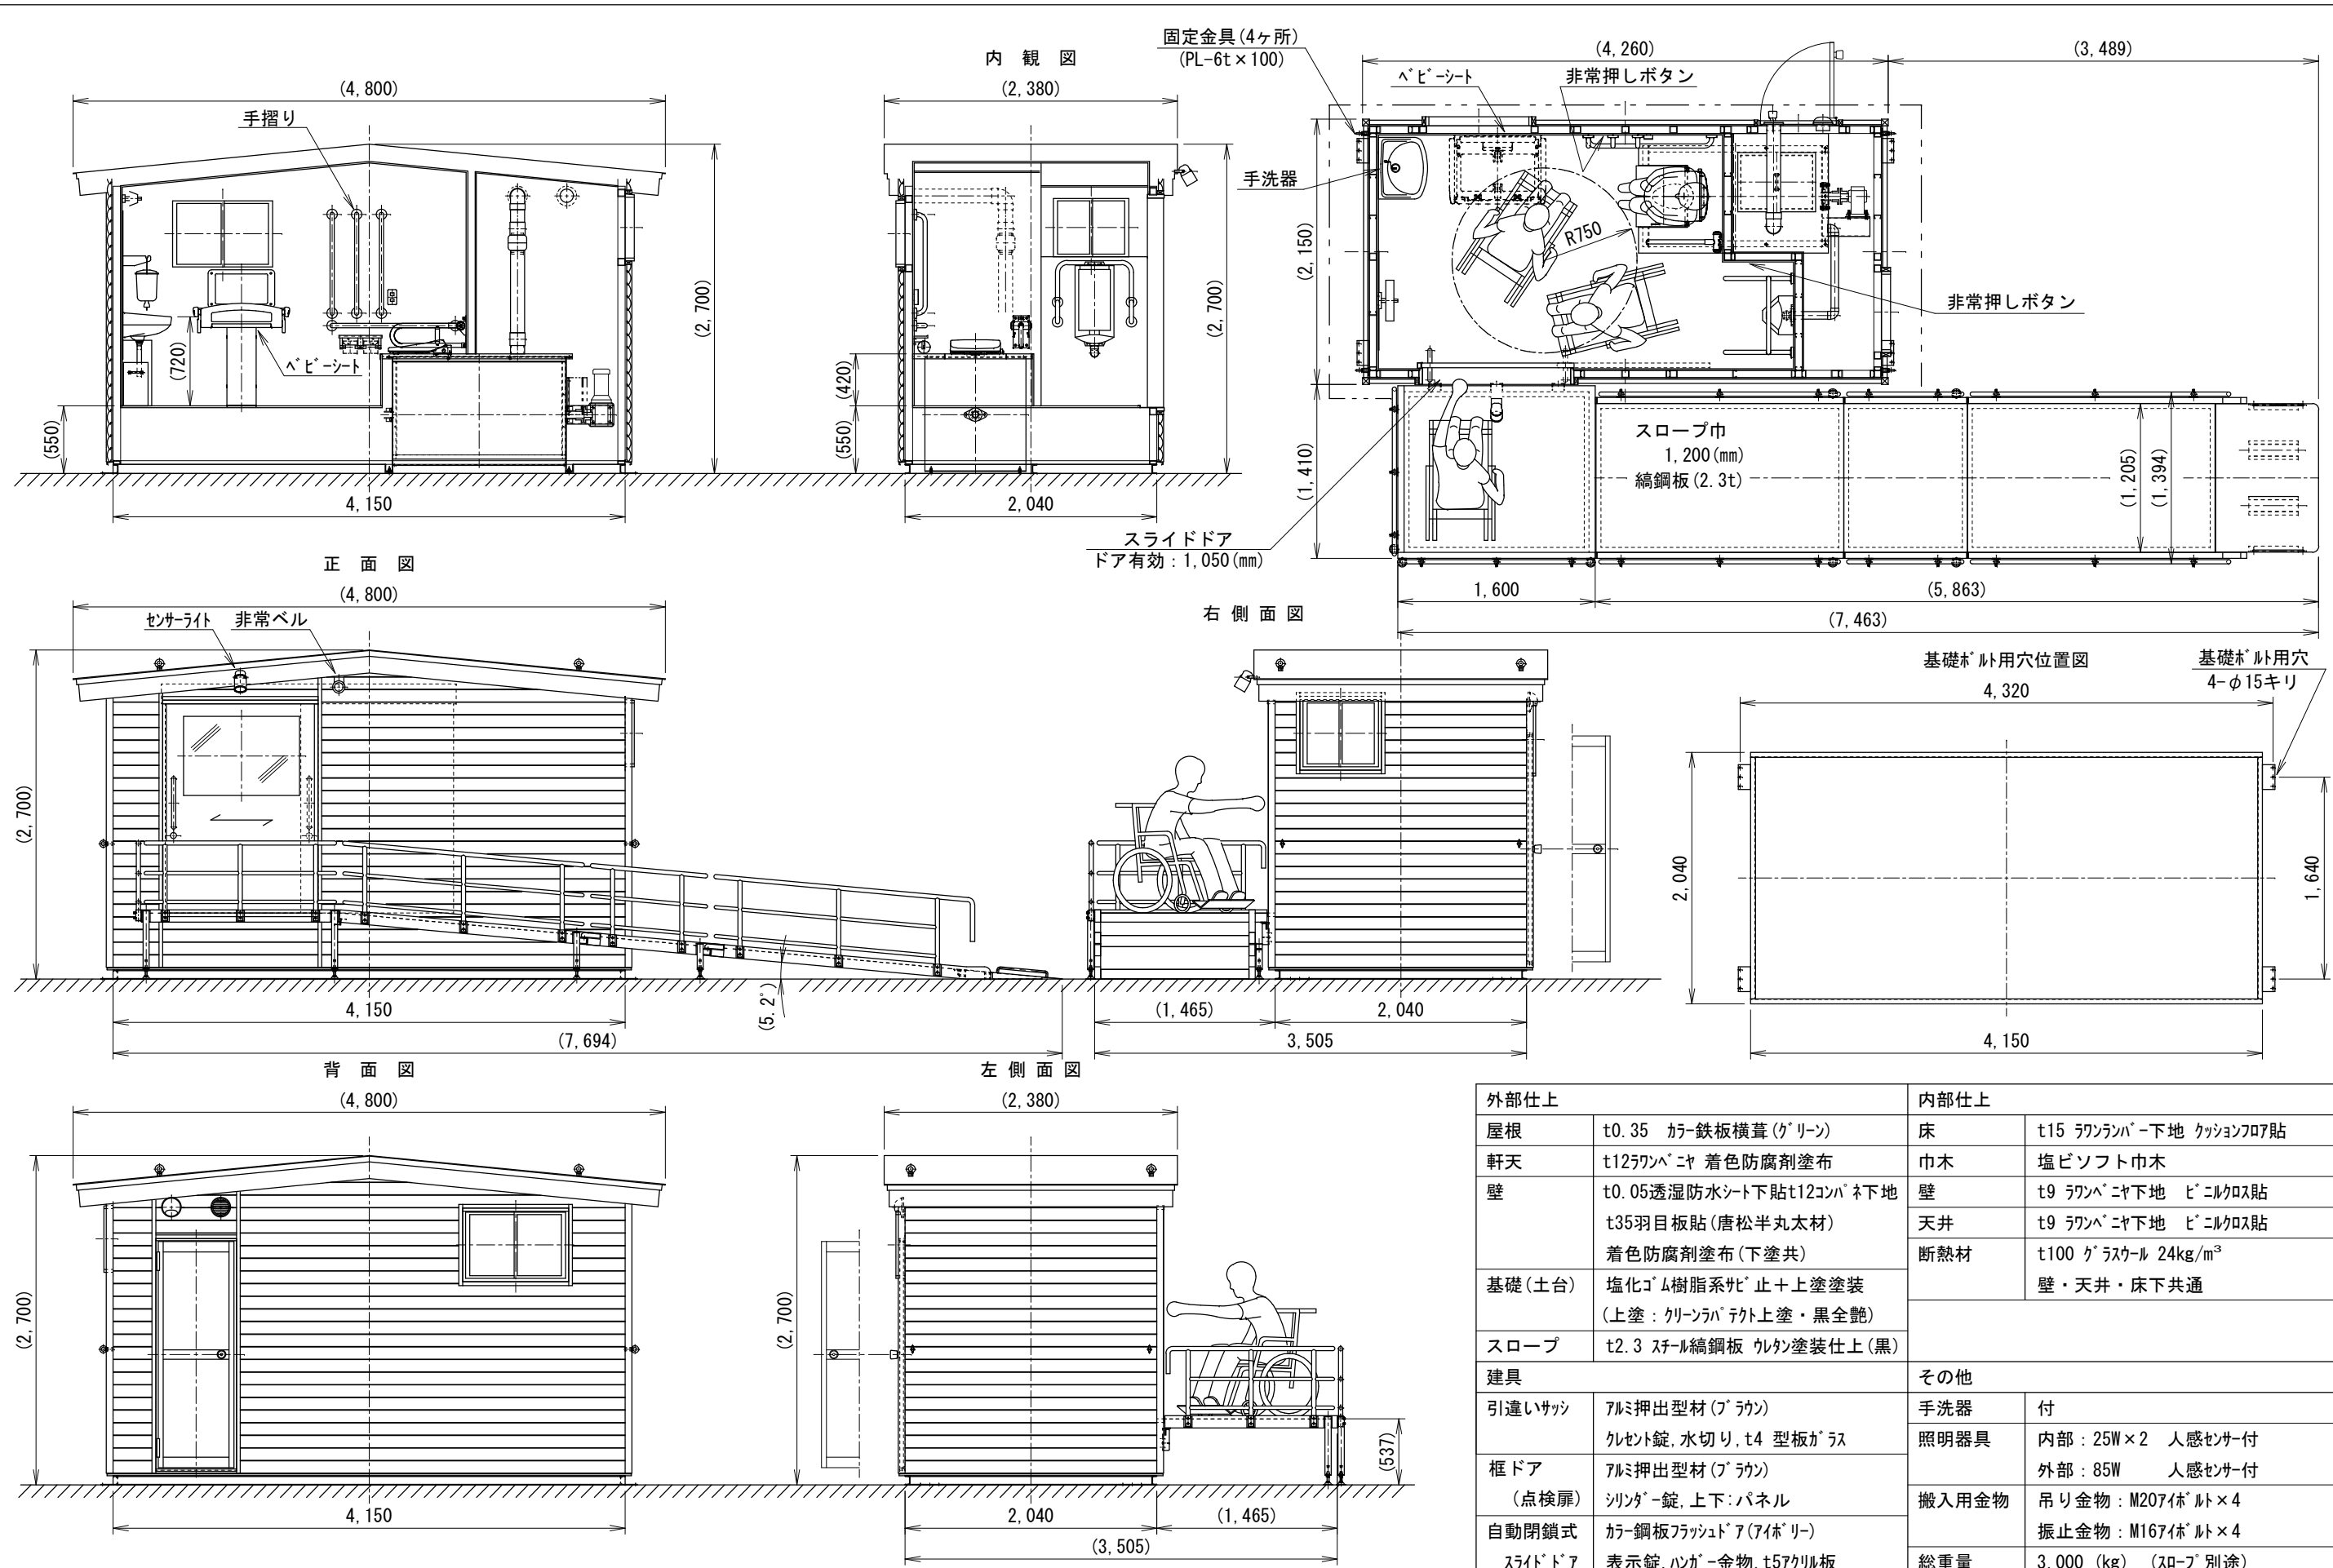 内観図
(4,800)
手摺り
(2,700)
(720)
ベビーシート
(550)
4,150
(2,380)
(2,700)
(420)
(550)
2,040
固定金具(4ヶ所)
(PL-6t×100)
(4,260)
(3,489)
ベビーシート
非常押しボタン
手洗器
R750
(2,150)
非常押しボタン
スロープ巾
1,200(mm)
縞鋼板(2.3t)
(1,205)
(1,394)
(1,410)
スライドドア
ドア有効：1,050(mm)
1,600
(5,863)
(7,463)
正面図
(4,800)
センサーライト
非常ベル
(2,700)
(5.2°)
4,150
(7,694)
右側面図
(1,465)
2,040
3,505
基礎ボルト用穴位置図
基礎ボルト用穴
4-φ15キリ
4,320
2,040
1,640
4,150
背面図
(4,800)
(2,700)
4,150
左側面図
(2,380)
(2,700)
(537)
2,040
(1,465)
(3,505)
外部仕上
屋根 t0.35 カラー鉄板横葺(グリーン)
軒天 t12ラワンベニヤ 着色防腐剤塗布
壁 t0.05透湿防水シート下貼t12コンパネ下地
t35羽目板貼(唐松半丸太材)
着色防腐剤塗布(下塗共)
基礎(土台) 塩化ゴム樹脂系サビ止＋上塗塗装
(上塗：クリーンラバテクト上塗・黒全艶)
スロープ t2.3 スチール縞鋼板 ウレタン塗装仕上(黒)
建具
引違いサッシ アルミ押出型材(ブラウン)
クレセント錠,水切り,t4 型板ガラス
框ドア アルミ押出型材(ブラウン)
(点検扉) シリンダー錠,上下:パネル
自動閉鎖式 カラー鋼板フラッシュドア(アイボリー)
スライドドア 表示錠,ハンガー金物,t5アクリル板
内部仕上
床 t15 ラワンランバー下地 クッションフロア貼
巾木 塩ビソフト巾木
壁 t9 ラワンベニヤ下地 ビニルクロス貼
天井 t9 ラワンベニヤ下地 ビニルクロス貼
断熱材 t100 グラスウール 24kg/m³
壁・天井・床下共通
その他
手洗器 付
照明器具 内部：25W×2 人感センサー付
外部：85W 人感センサー付
搬入用金物 吊り金物：M20アイボルト×4
振止金物：M16アイボルト×4
総重量 3,000 (kg) (スロープ別途)